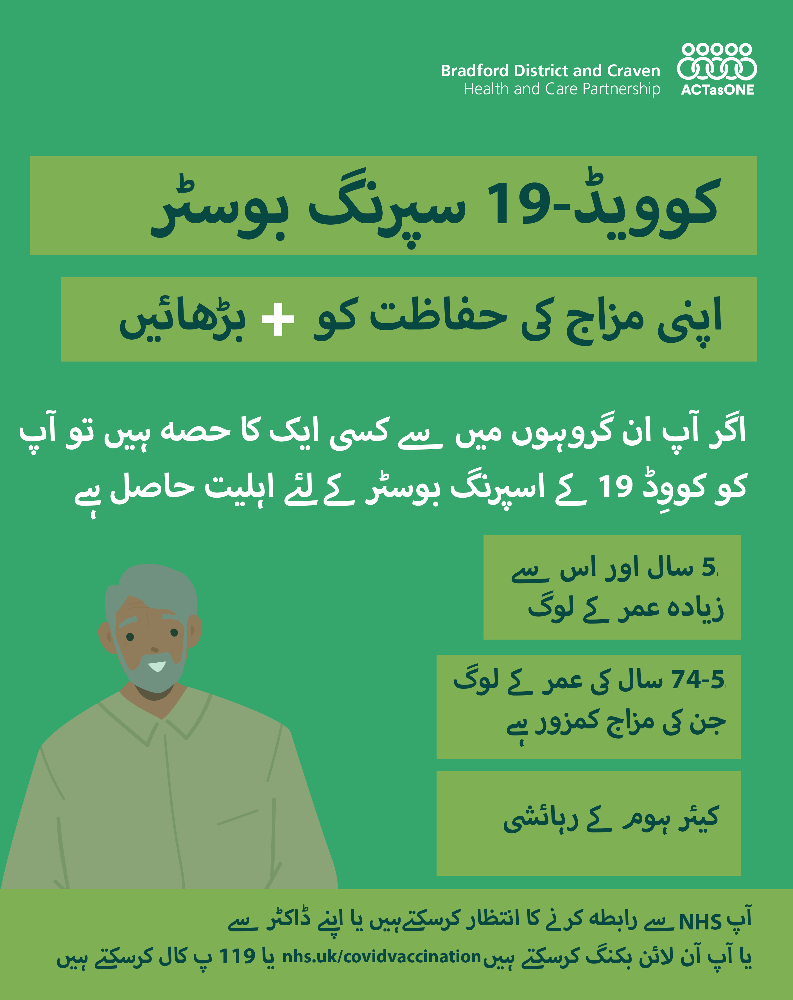 Bradford District and Craven
Health and Care Partnership
ACTasONE
کوویڈ-19 سپرنگ بوسٹر
اپنی مزاج کی حفاظت کو + بڑھائیں
اگر آپ ان گروہوں میں سے کسی ایک کا حصہ ہیں تو آپ
کو کووِڈ 19 کے اسپرنگ بوسٹر کے لئے اہلیت حاصل ہے
5 سال اور اس سے
زیادہ عمر کے لوگ
5-74 سال کی عمر کے لوگ
جن کی مزاج کمزور ہے
کیئر ہوم کے رہائشی
آپ NHS سے رابطہ کرنے کا انتظار کرسکتےہیں یا اپنے ڈاکٹر سے
یا آپ آن لائن بکنگ کرسکتے ہیں nhs.uk/covidvaccination یا 119 پ کال کرسکتے ہیں